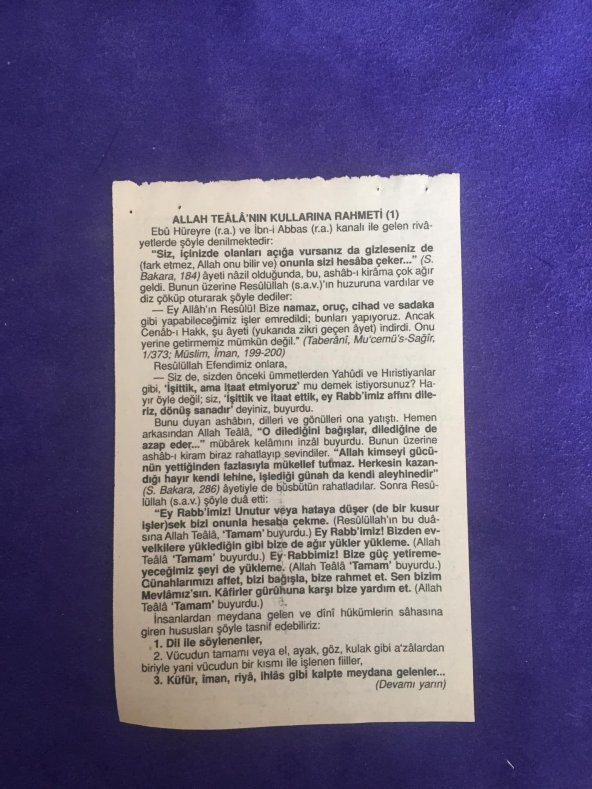 ALLAH TEÂLÂ'NIN KULLARINA RAHMETİ (1)
Ebû Hüreyre (r.a.) ve İbn-i Abbas (r.a.) kanalı ile gelen rivâ-
yetlerde şöyle denilmektedir:
"Siz, içinizde olanları açığa vursanız da gizleseniz de
(fark etmez, Allah onu bilir ve) onunla sizi hesâba çeker..." (S.
Bakara, 184) âyeti nâzil olduğunda, bu, ashâb-ı kirâma çok ağır
geldi. Bunun üzerine Resûlüllah (s.a.v.)'ın huzuruna vardılar ve
diz çöküp oturarak şöyle dediler:
— Ey Allâh'ın Resûlü! Bize namaz, oruç, cihad ve sadaka
gibi yapabileceğimiz işler emredildi; bunları yapıyoruz. Ancak
Cenâb-ı Hakk, şu âyeti (yukarıda zikri geçen âyet) indirdi. Onu
yerine getirmemiz mümkün değil." (Taberânî, Mu'cemü's-Sağîr,
1/373; Müslim, İman, 199-200)
Resûlüllah Efendimiz onlara,
— Siz de, sizden önceki ümmetlerden Yahûdi ve Hıristiyanlar
gibi, 'İşittik, ama itaat etmiyoruz' mu demek istiyorsunuz? Ha-
yır öyle değil; siz, 'İşittik ve itaat ettik, ey Rabb'imiz affını dile-
riz, dönüş sanadır' deyiniz, buyurdu.
Bunu duyan ashâbın, dilleri ve gönülleri ona yatıştı. Hemen
arkasından Allah Teâlâ, "O dilediğini bağışlar, dilediğine de
azap eder..." mübârek kelâmını inzâl buyurdu. Bunun üzerine
ashâb-ı kiram biraz rahatlayıp sevindiler. "Allah kimseyi gücü-
nün yettiğinden fazlasıyla mükellef tutmaz. Herkesin kazan-
dığı hayır kendi lehine, işlediği günah da kendi aleyhinedir"
(S. Bakara, 286) âyetiyle de büsbütün rahatladılar. Sonra Resû-
lüllah (s.a.v.) şöyle duâ etti:
"Ey Rabb'imiz! Unutur veya hataya düşer (de bir kusur
işler)sek bizi onunla hesaba çekme. (Resûlüllah'ın bu duâ-
sına Allah Teâlâ, 'Tamam' buyurdu.) Ey Rabb'imiz! Bizden ev-
velkilere yüklediğin gibi bize de ağır yükler yükleme. (Allah
Teâlâ 'Tamam' buyurdu.) Ey Rabbimiz! Bize güç yetireme-
yeceğimiz şeyi de yükleme. (Allah Teâlâ 'Tamam' buyurdu.)
Günahlarımızı affet, bizi bağışla, bize rahmet et. Sen bizim
Mevlâmız'sın. Kâfirler gürûhuna karşı bize yardım et. (Allah
Teâlâ 'Tamam' buyurdu.)
İnsanlardan meydana gelen ve dînî hükümlerin sâhasına
giren hususları şöyle tasnif edebiliriz:
1. Dil ile söylenenler,
2. Vücudun tamamı veya el, ayak, göz, kulak gibi a'zâlardan
biriyle yani vücudun bir kısmı ile işlenen fiiller,
3. Küfür, îman, riyâ, ihlâs gibi kalpte meydana gelenler...
(Devamı yarın)